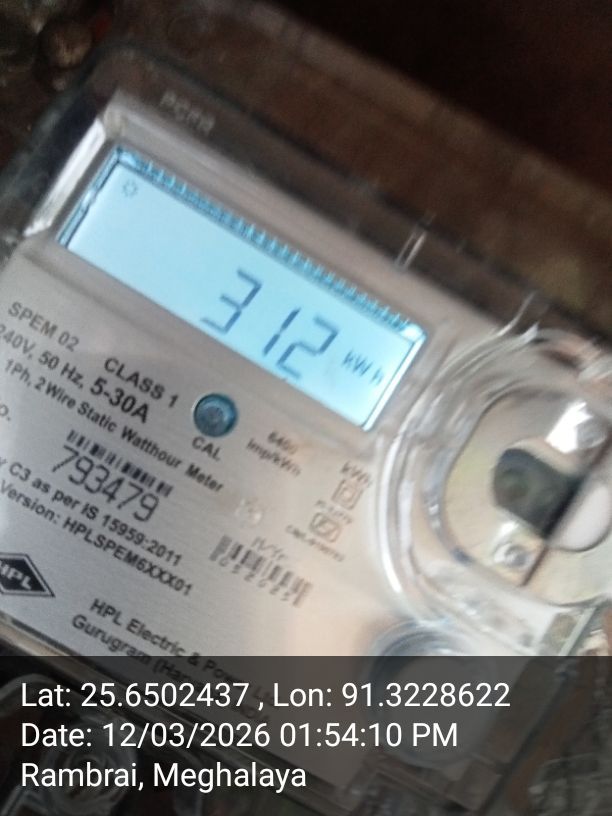 312 kWh
SPEM 02 CLASS 1
240V, 50 Hz, 5-30A
1Ph, 2 Wire Static Watthour Meter
CAL
imp/kWh
793479
C3 as per IS 15959:2011
Version: HPLSPEM6XXX01
HPL
HPL Electric &
Gurugram
Lat: 25.6502437 , Lon: 91.3228622
Date: 12/03/2026 01:54:10 PM
Rambrai, Meghalaya